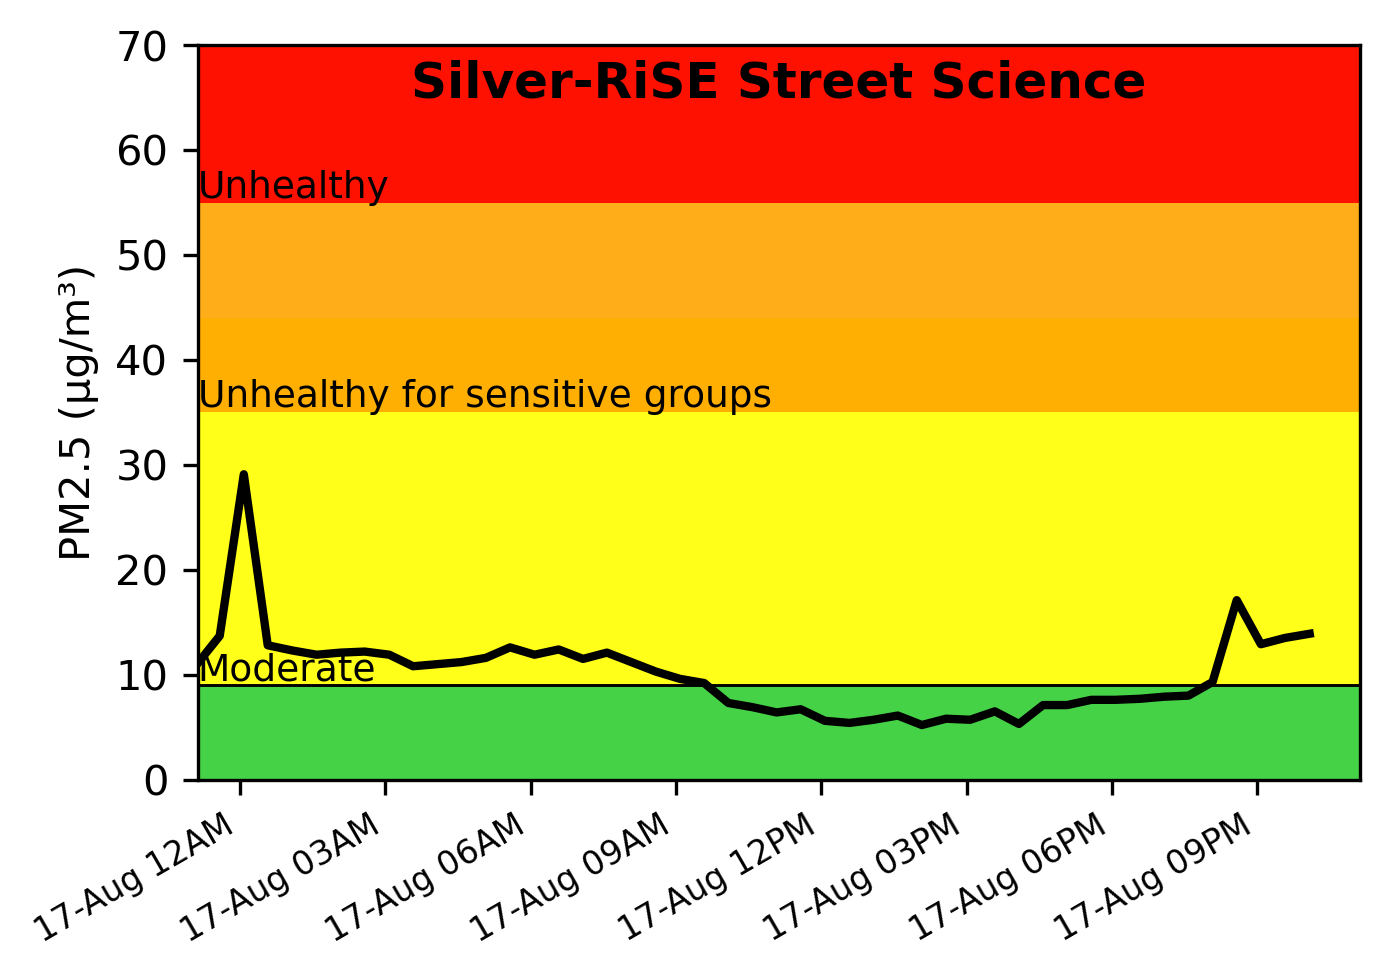 Silver-RiSE Street Science
PM2.5 (µg/m³)
70
60
50
40
30
20
10
0
Unhealthy
Unhealthy for sensitive groups
Moderate
17-Aug 12AM
17-Aug 03AM
17-Aug 06AM
17-Aug 09AM
17-Aug 12PM
17-Aug 03PM
17-Aug 06PM
17-Aug 09PM